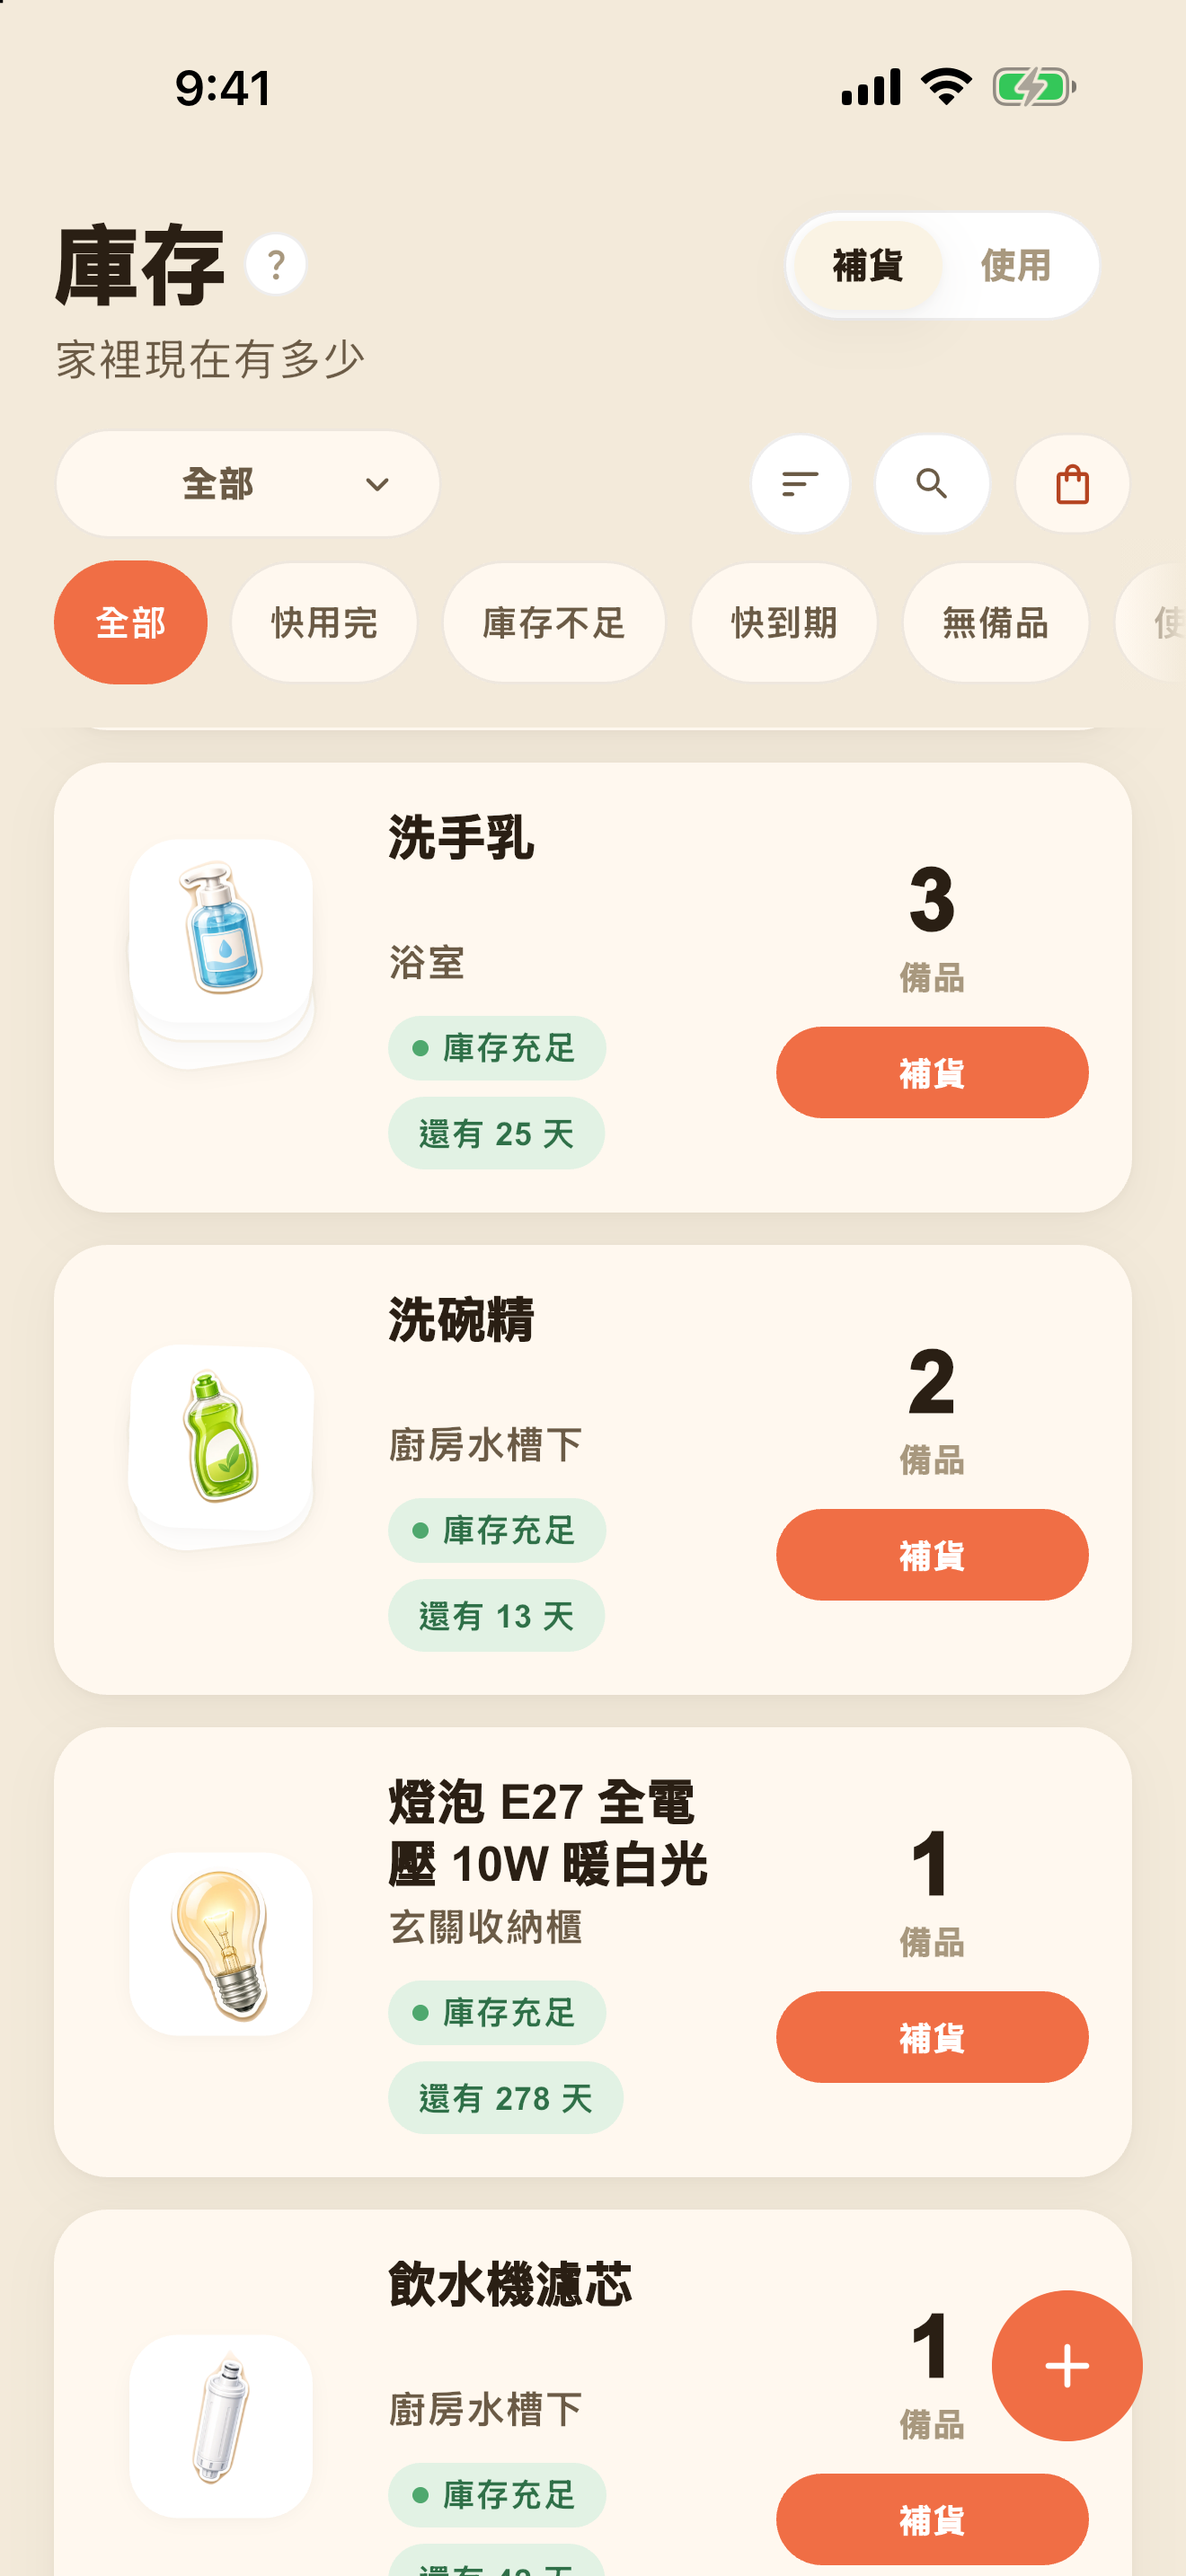 9:41
庫存 ?
補貨 使用
家裡現在有多少
全部
全部 快用完 庫存不足 快到期 無備品 使
洗手乳
3
浴室
備品
庫存充足
補貨
還有 25 天
洗碗精
2
廚房水槽下
備品
庫存充足
補貨
還有 13 天
燈泡 E27 全電
壓 10W 暖白光
1
玄關收納櫃
備品
庫存充足
補貨
還有 278 天
飲水機濾芯
1
廚房水槽下
備品
庫存充足
補貨